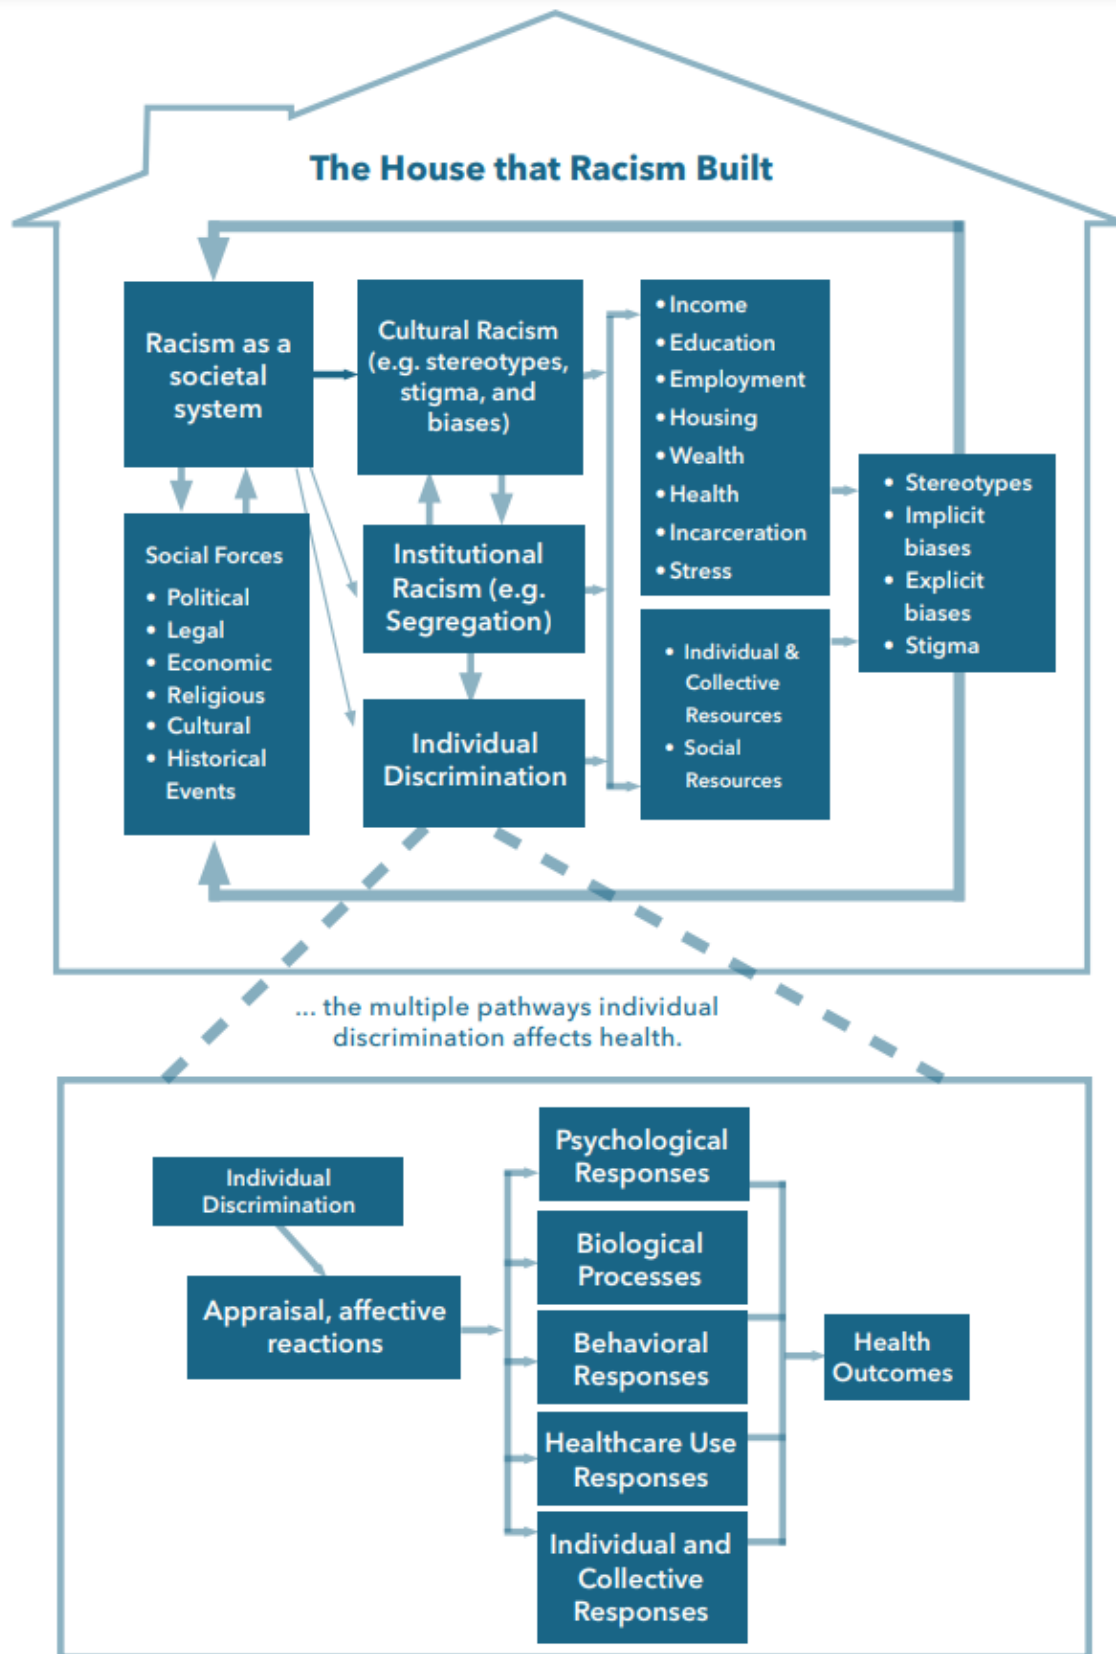 The House that Racism Built
Racism as a
societal
system
Cultural Racism
(e.g. stereotypes,
stigma, and
biases)
• Income
• Education
• Employment
• Housing
• Wealth
• Health
• Incarceration
• Stress
• Stereotypes
• Implicit
biases
• Explicit
biases
• Stigma
Social Forces
• Political
• Legal
• Economic
• Religious
• Cultural
• Historical
Events
Institutional
Racism (e.g.
Segregation)
• Individual &
Collective
Resources
• Social
Resources
Individual
Discrimination
... the multiple pathways individual
discrimination affects health.
Individual
Discrimination
Appraisal, affective
reactions
Psychological
Responses
Biological
Processes
Behavioral
Responses
Healthcare Use
Responses
Individual and
Collective
Responses
Health
Outcomes